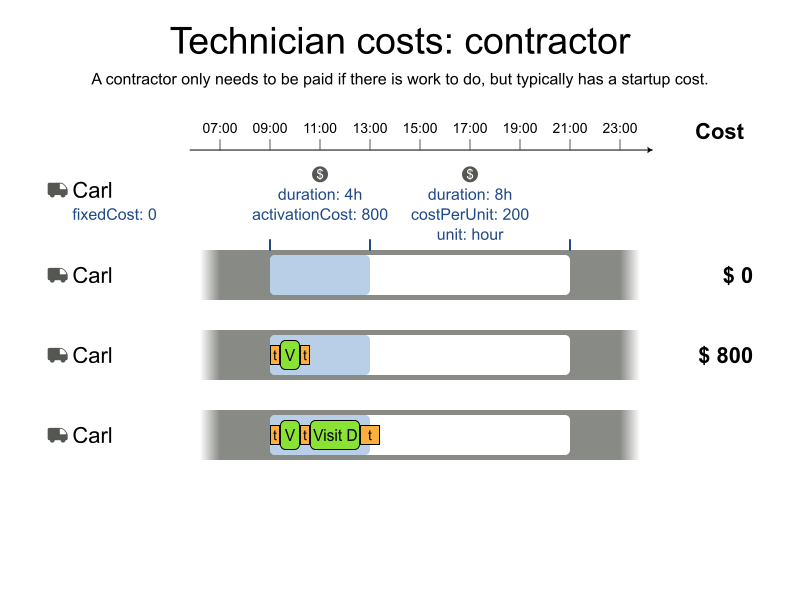 Technician costs: contractor
A contractor only needs to be paid if there is work to do, but typically has a startup cost.
07:00 09:00 11:00 13:00 15:00 17:00 19:00 21:00 23:00 Cost
$ $
Carl duration: 4h duration: 8h
fixedCost: 0 activationCost: 800 costPerUnit: 200
unit: hour
Carl $ 0
Carl t V t $ 800
Carl t V t Visit D t